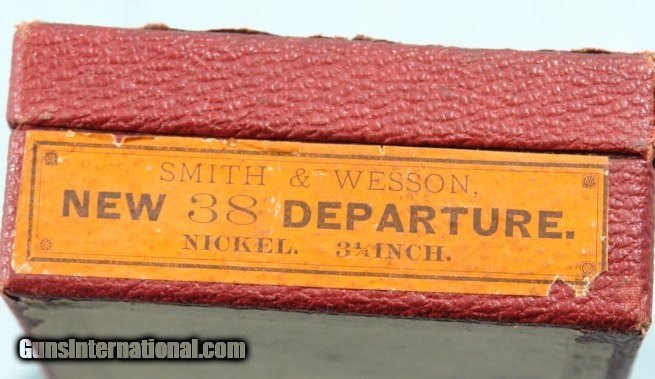 SMITH & WESSON,
NEW 38 DEPARTURE.
NICKEL. 3¼ INCH.
GunsInternational.com